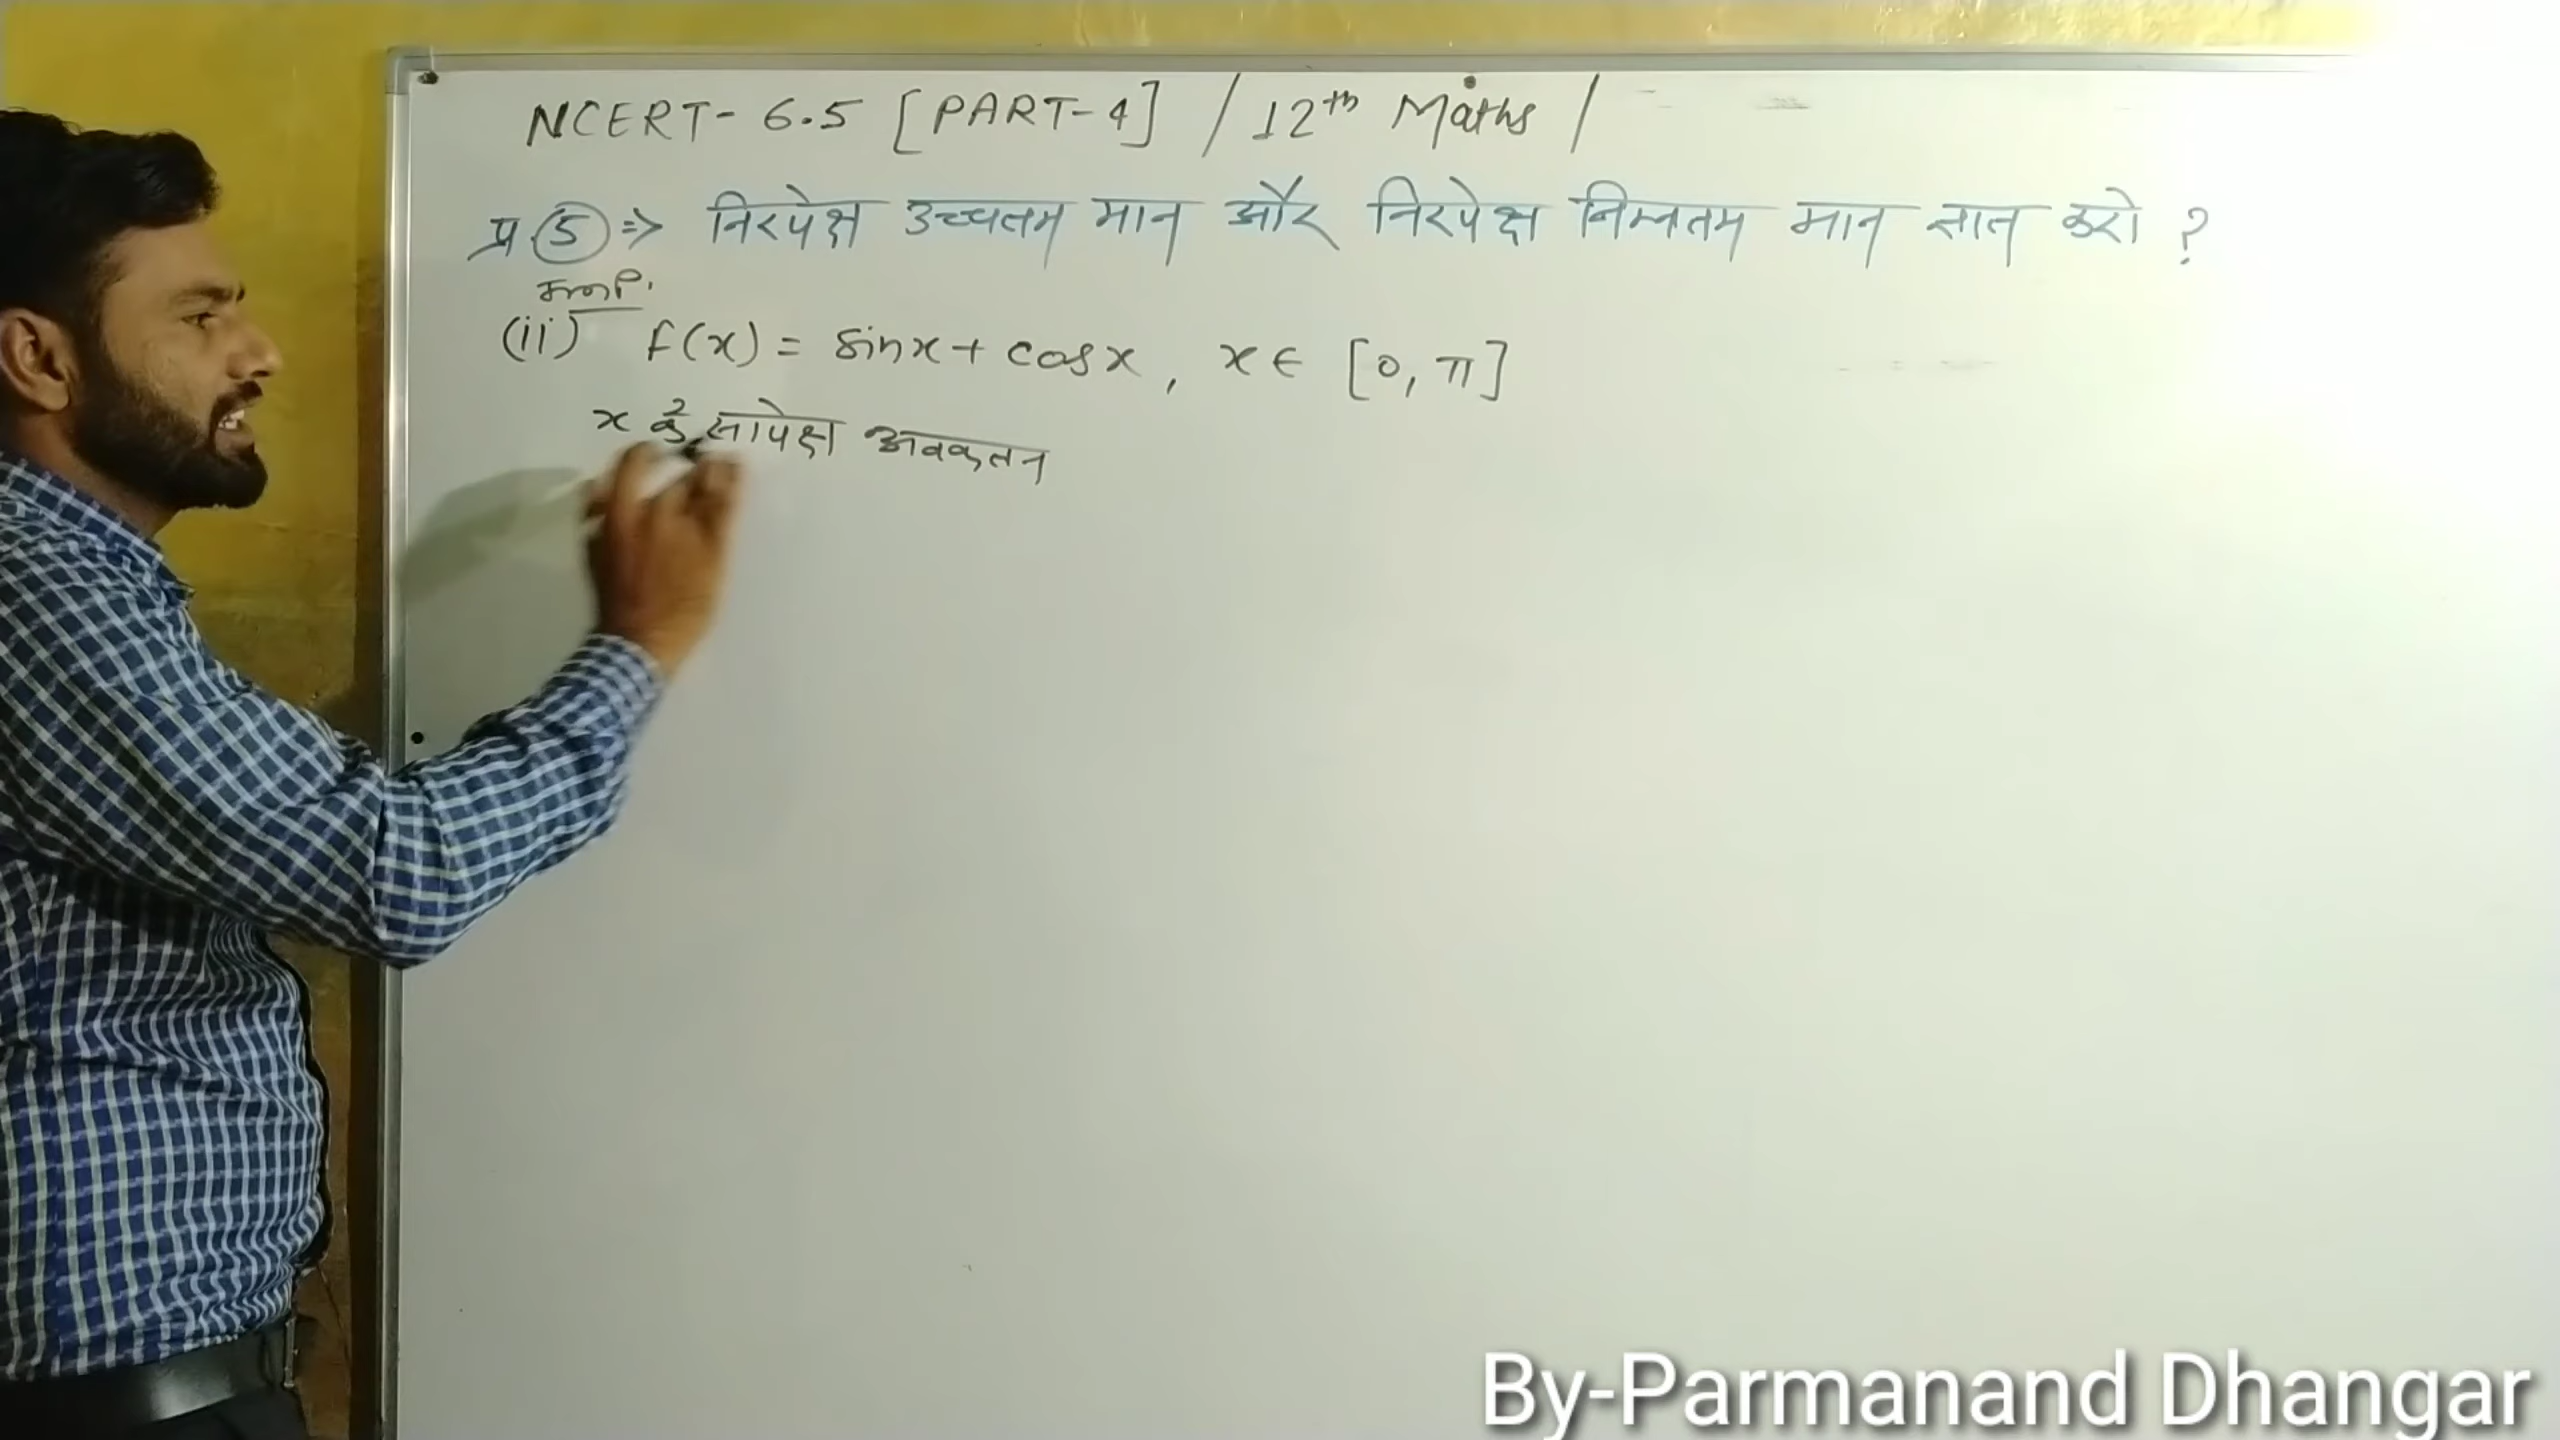 NCERT- 6.5 [PART-4] / 12th Maths /
प्र. (5) => निरपेक्ष उच्चतम मान और निरपेक्ष निम्नतम मान ज्ञात करो ?
Imp.
(ii) f(x) = sinx + cosx , x ∈ [0, π]
x के सापेक्ष अवकलन
By-Parmanand Dhangar